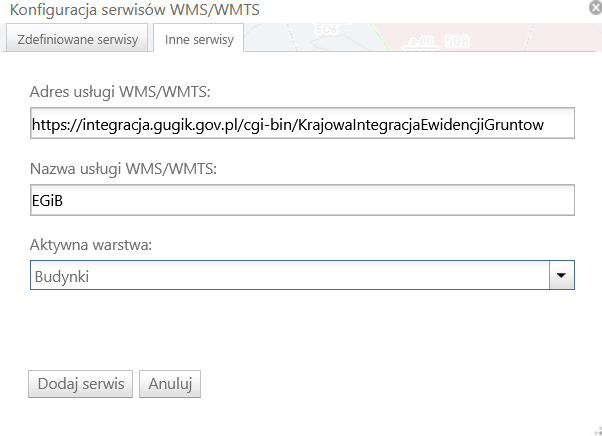 Konfiguracja serwisów WMS/WMTS
Zdefiniowane serwisy
Inne serwisy
506
508
Adres usługi WMS/WMTS:
https://integracja.gugik.gov.pl/cgi-bin/KrajowaIntegracjaEwidencjiGruntow
Nazwa usługi WMS/WMTS:
EGiB
Aktywna warstwa:
Budynki
Dodaj serwis
Anuluj